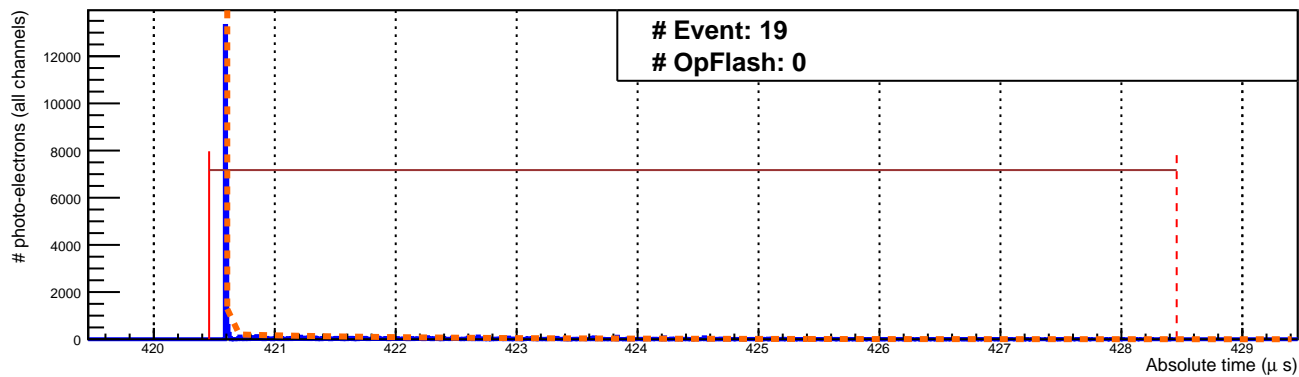 # Event: 19
# OpFlash: 0
# photo-electrons (all channels)
12000
10000
8000
6000
4000
2000
0
420 421 422 423 424 425 426 427 428 429
Absolute time (μ s)